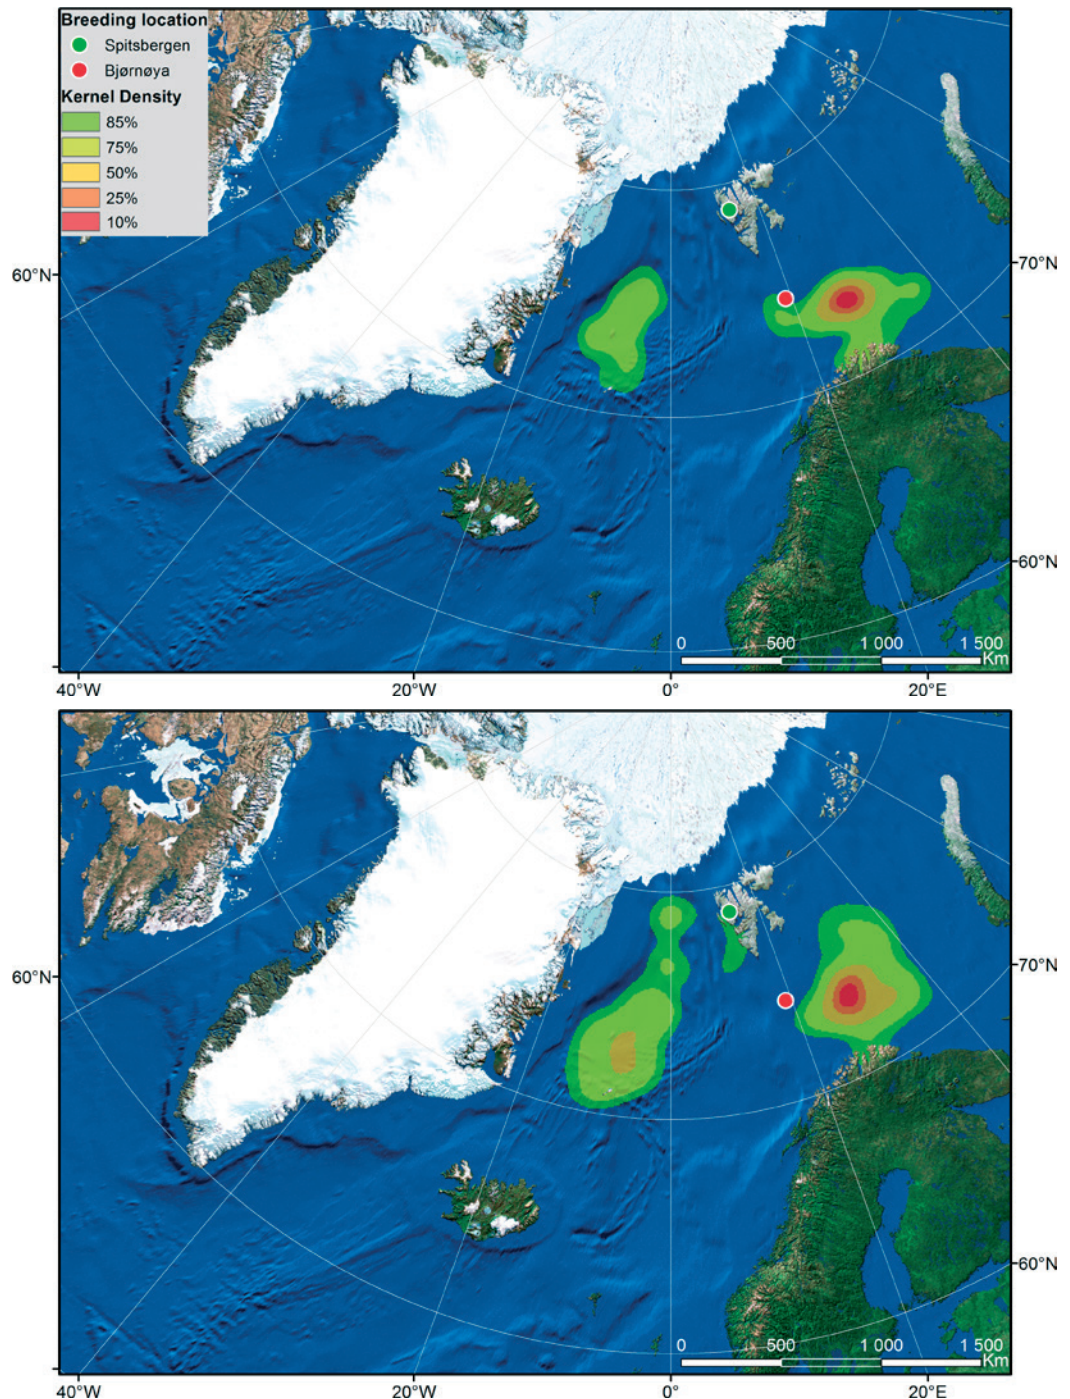 Breeding location
Spitsbergen
Bjørnøya
Kernel Density
85%
75%
50%
25%
10%
60°N
70°N
60°N
0 500 1 000 1 500
Km
40°W 20°W 0° 20°E
60°N
70°N
60°N
0 500 1 000 1 500
Km
40°W 20°W 0° 20°E